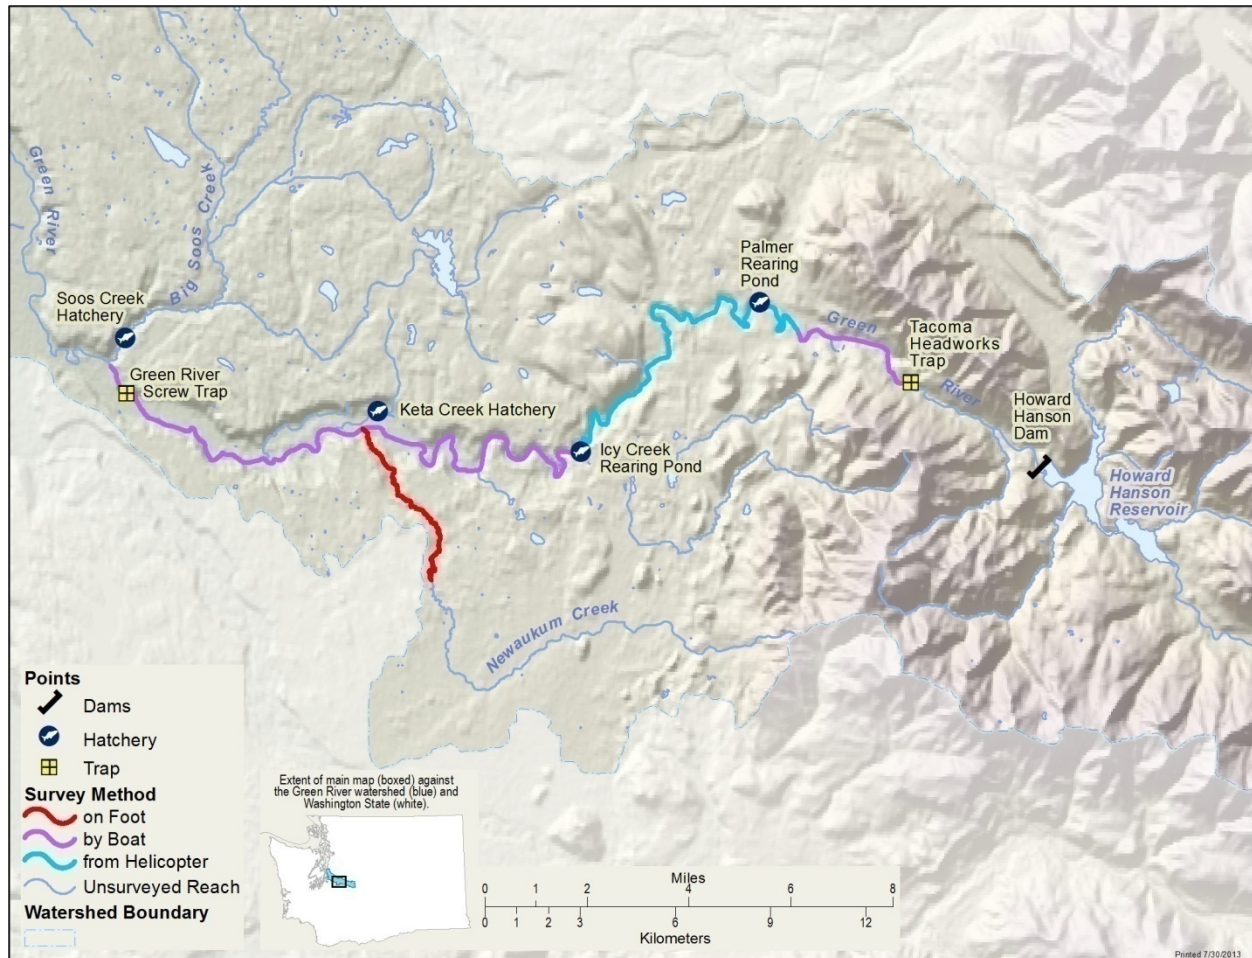 Green River
Big Soos Creek
Soos Creek
Hatchery
Green River
Screw Trap
Keta Creek Hatchery
Icy Creek
Rearing Pond
Palmer
Rearing
Pond
Green
River
Tacoma
Headworks
Trap
Howard
Hanson
Dam
Howard
Hanson
Reservoir
Newaukum Creek
Points
Dams
Hatchery
Trap
Survey Method
on Foot
by Boat
from Helicopter
Unsurveyed Reach
Watershed Boundary
Extent of main map (boxed) against
the Green River watershed (blue) and
Washington State (white).
Miles
0 1 2 4 6 8
0 1 2 3 6 9 12
Kilometers
Printed 7/30/2013